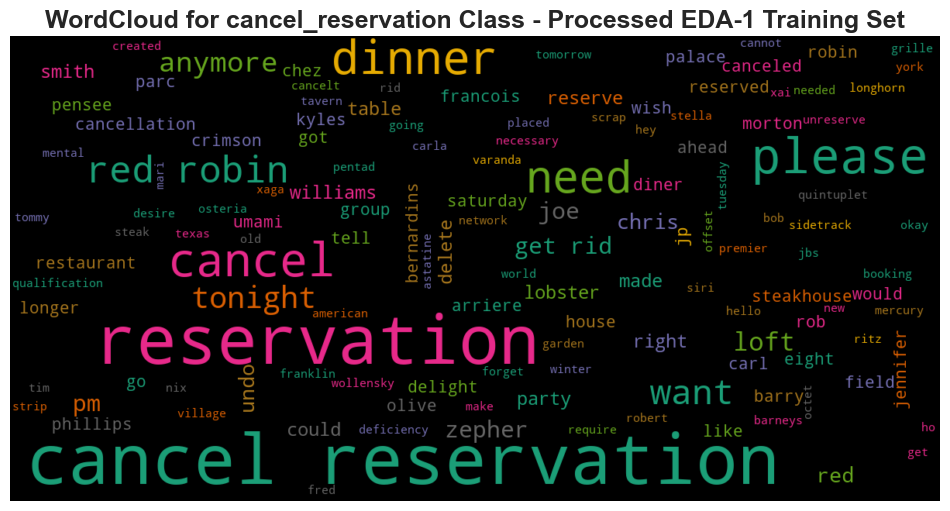 WordCloud for cancel_reservation Class - Processed EDA-1 Training Set
created
smith
anymore
chez
dinner
tomorrow
palace
cannot
canceled
robin
grille
york
parc
rid
cancelt
tavern
francois
reserve
wish
reserved
xai
needed
longhorn
pensee
cancellation
kyles
table
got
going
placed
scrap
stella
morton
unreserve
crimson
carla
necessary
hey
ahead
please
mental
red robin
mari
pentad
varanda
need
diner
tuesday
quintuplet
xaga
williams
tommy
desire
osteria
umami
group
bernardins
delete
saturday
network
joe
chris
jp
offset
bob
sidetrack
okay
steak
texas
old
tell
astatine
get rid
premier
jbs
restaurant
cancel
qualification
world
made
siri
booking
longer
tonight
american
arriere
lobster
steakhouse
would
hello
new
mercury
reservation
house
rob
garden
right
loft
ritz
carl
eight
jennifer
tim
go
nix
undo
franklin
forget
winter
wollensky
delight
want
field
strip
pm
village
olive
make
party
robert
barry
octet
barneys
phillips
could
deficiency
zepher
require
like
ho
cancel reservation
get
red
fred